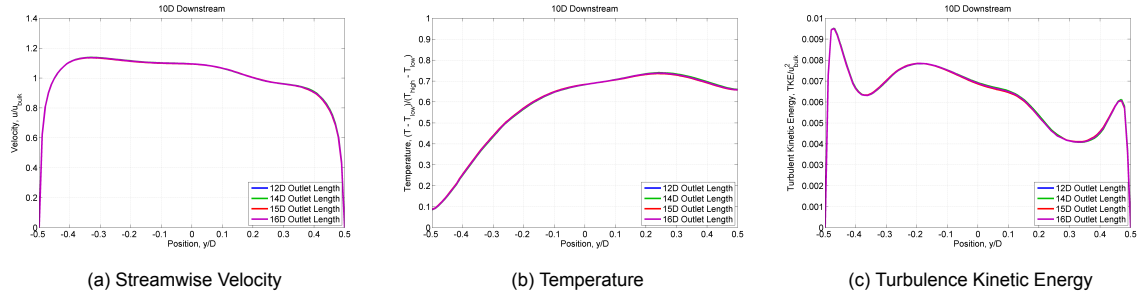 10D Downstream
1.4
1.2
1
0.8
0.6
0.4
0.2
0
Velocity, u/u_bulk
-0.5 -0.4 -0.3 -0.2 -0.1 0 0.1 0.2 0.3 0.4 0.5
Position, y/D
12D Outlet Length
14D Outlet Length
15D Outlet Length
16D Outlet Length
(a) Streamwise Velocity
10D Downstream
1
0.9
0.8
0.7
0.6
0.5
0.4
0.3
0.2
0.1
0
Temperature, (T - T_low)/(T_high - T_low)
-0.5 -0.4 -0.3 -0.2 -0.1 0 0.1 0.2 0.3 0.4 0.5
Position, y/D
12D Outlet Length
14D Outlet Length
15D Outlet Length
16D Outlet Length
(b) Temperature
10D Downstream
0.01
0.009
0.008
0.007
0.006
0.005
0.004
0.003
0.002
0.001
0
Turbulent Kinetic Energy, TKE/u²_bulk
-0.5 -0.4 -0.3 -0.2 -0.1 0 0.1 0.2 0.3 0.4 0.5
Position, y/D
12D Outlet Length
14D Outlet Length
15D Outlet Length
16D Outlet Length
(c) Turbulence Kinetic Energy